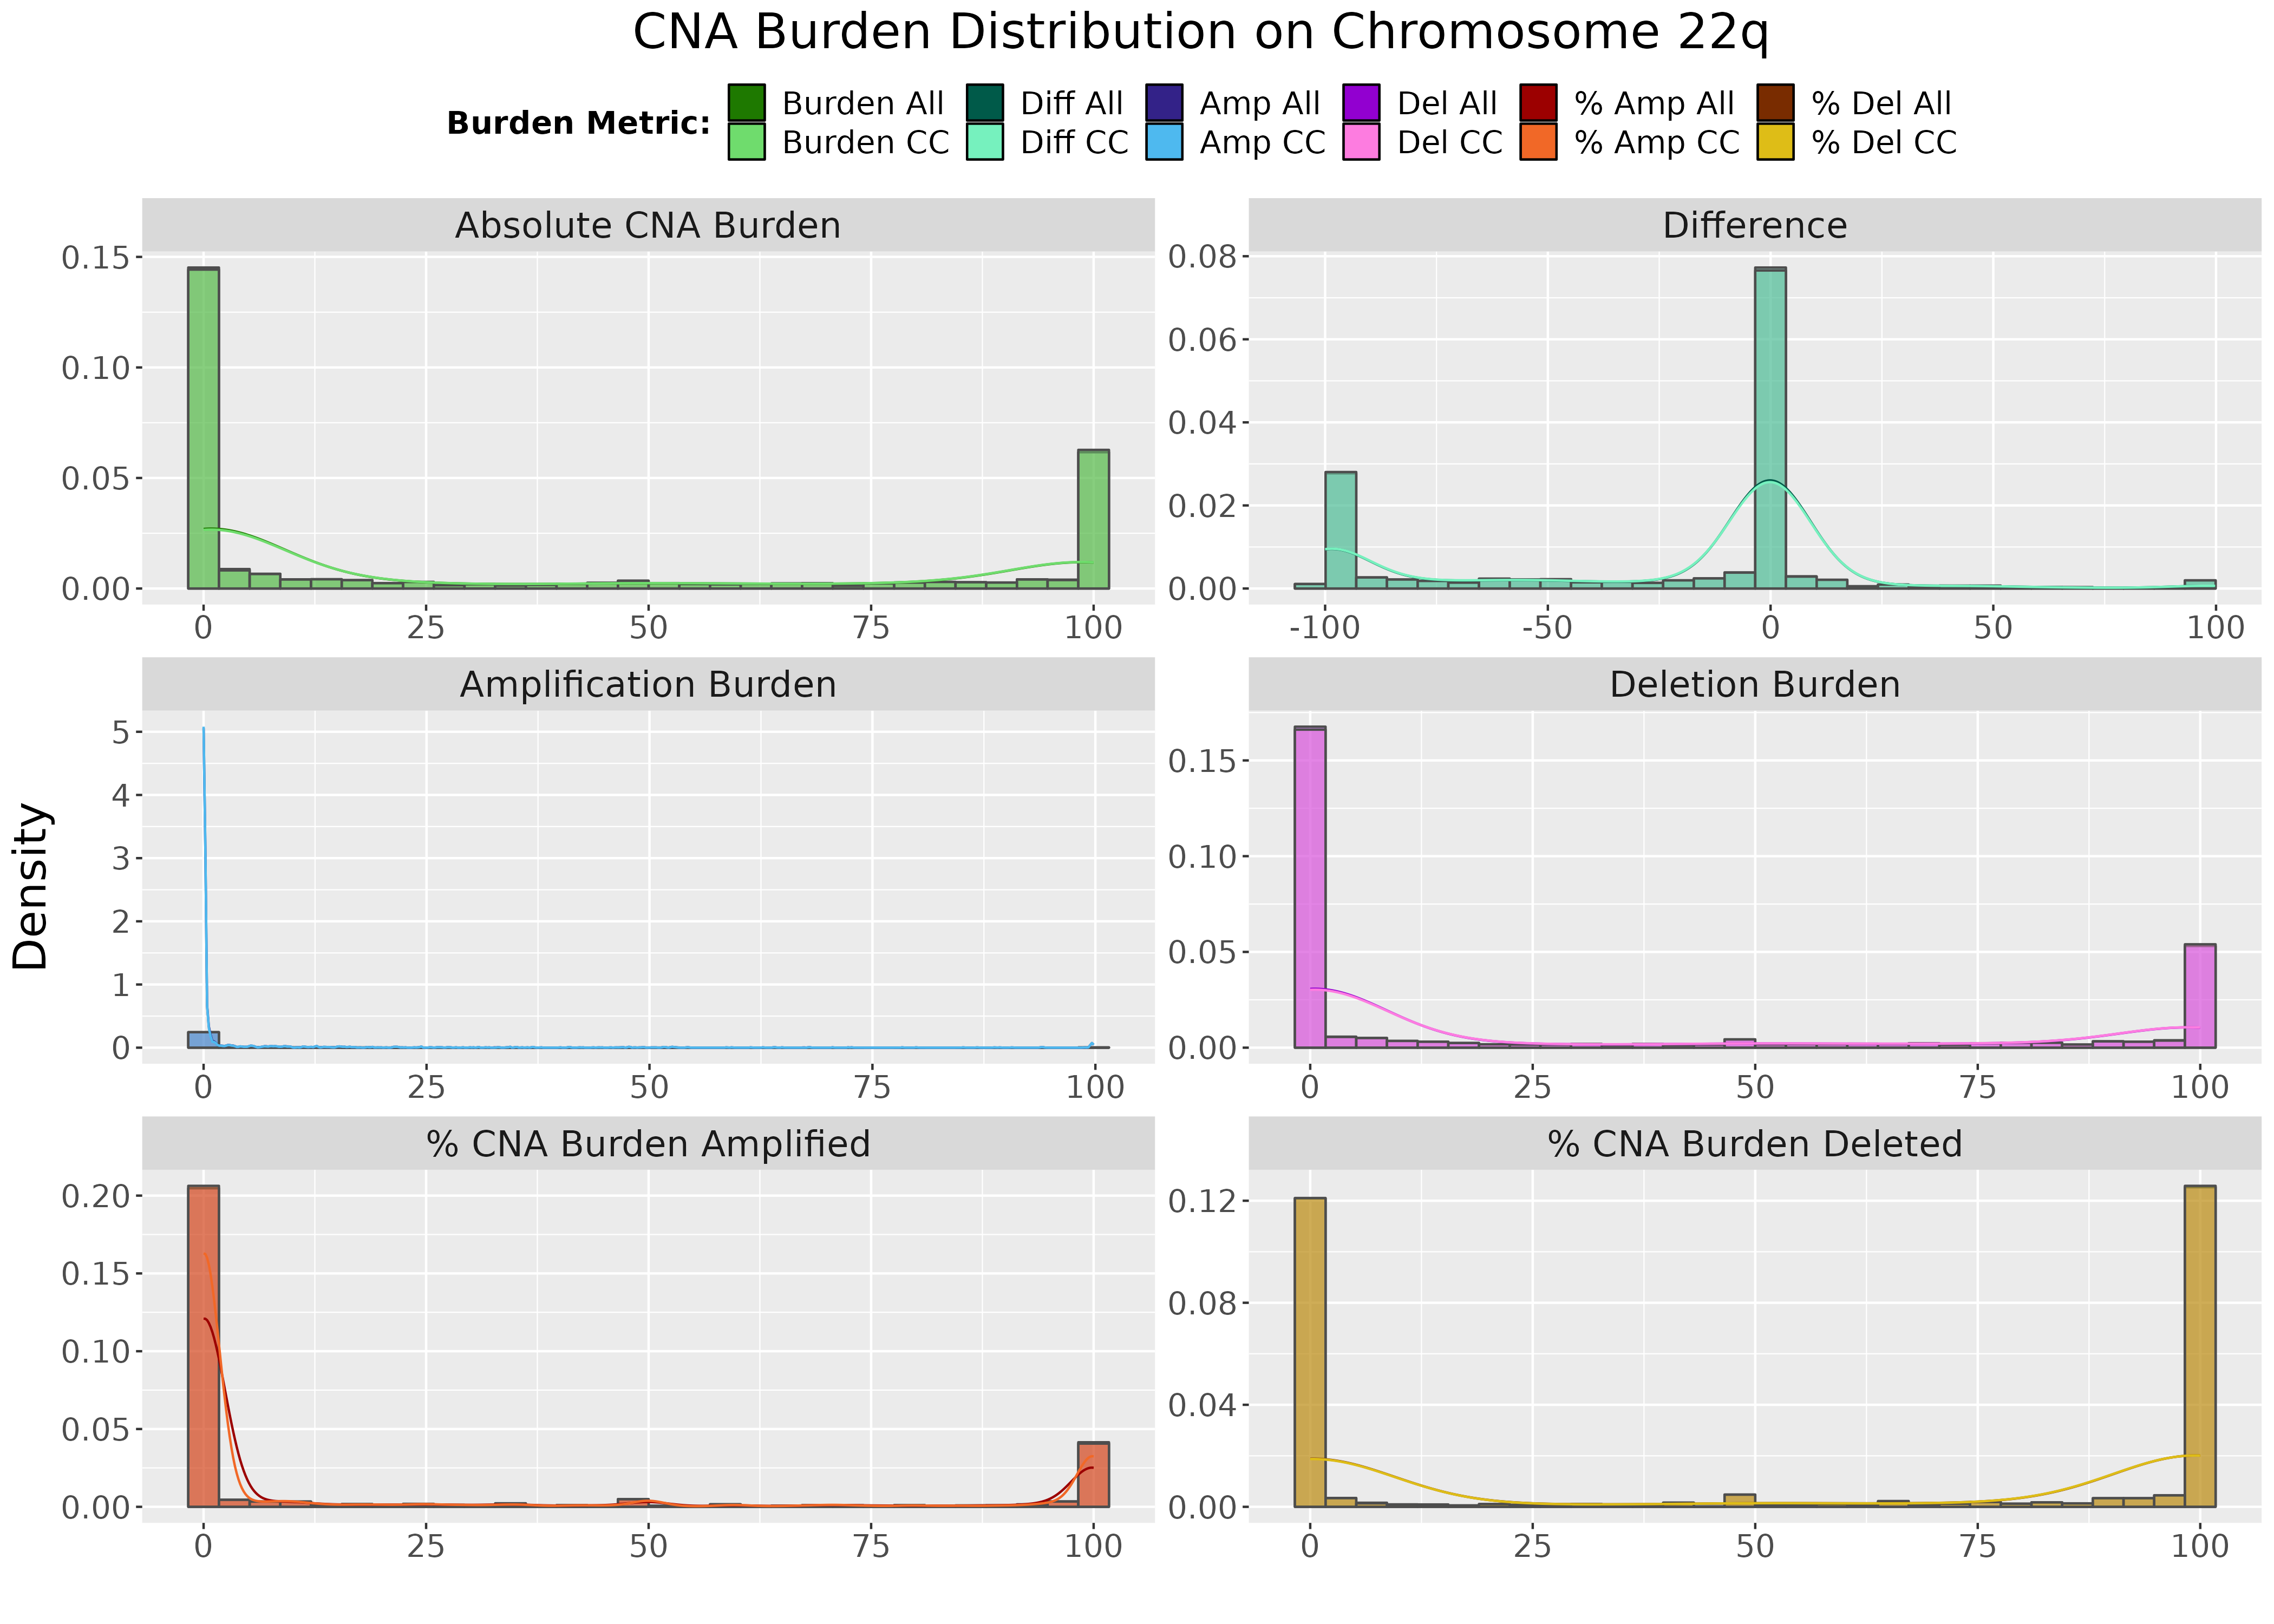 CNA Burden Distribution on Chromosome 22q
Burden Metric:
Burden All Diff All Amp All Del All % Amp All % Del All
Burden CC Diff CC Amp CC Del CC % Amp CC % Del CC
Absolute CNA Burden
0.15
0.10
0.05
0.00
0 25 50 75 100
Difference
0.08
0.06
0.04
0.02
0.00
-100 -50 0 50 100
Density
Amplification Burden
5
4
3
2
1
0
0 25 50 75 100
Deletion Burden
0.15
0.10
0.05
0.00
0 25 50 75 100
% CNA Burden Amplified
0.20
0.15
0.10
0.05
0.00
0 25 50 75 100
% CNA Burden Deleted
0.12
0.08
0.04
0.00
0 25 50 75 100